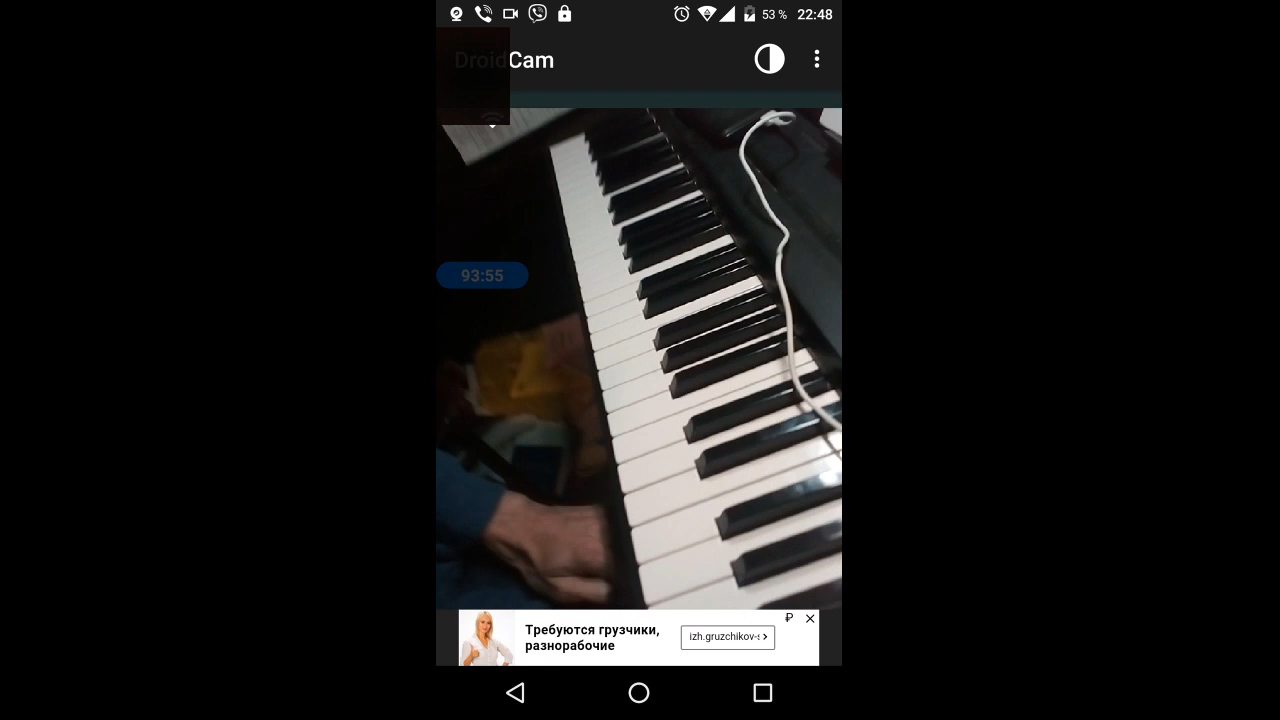 53 %
22:48
DroidCam
93:55
Требуются грузчики,
разнорабочие
izh.gruzchikov-